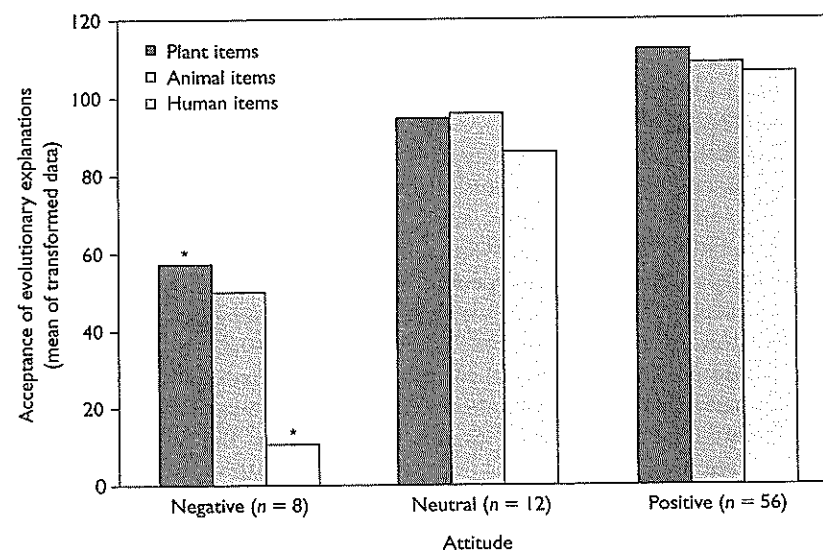 120
100
80
60
40
20
0
Acceptance of evolutionary explanations
(mean of transformed data)
Plant items
Animal items
Human items
*
*
Negative (n = 8)
Neutral (n = 12)
Positive (n = 56)
Attitude